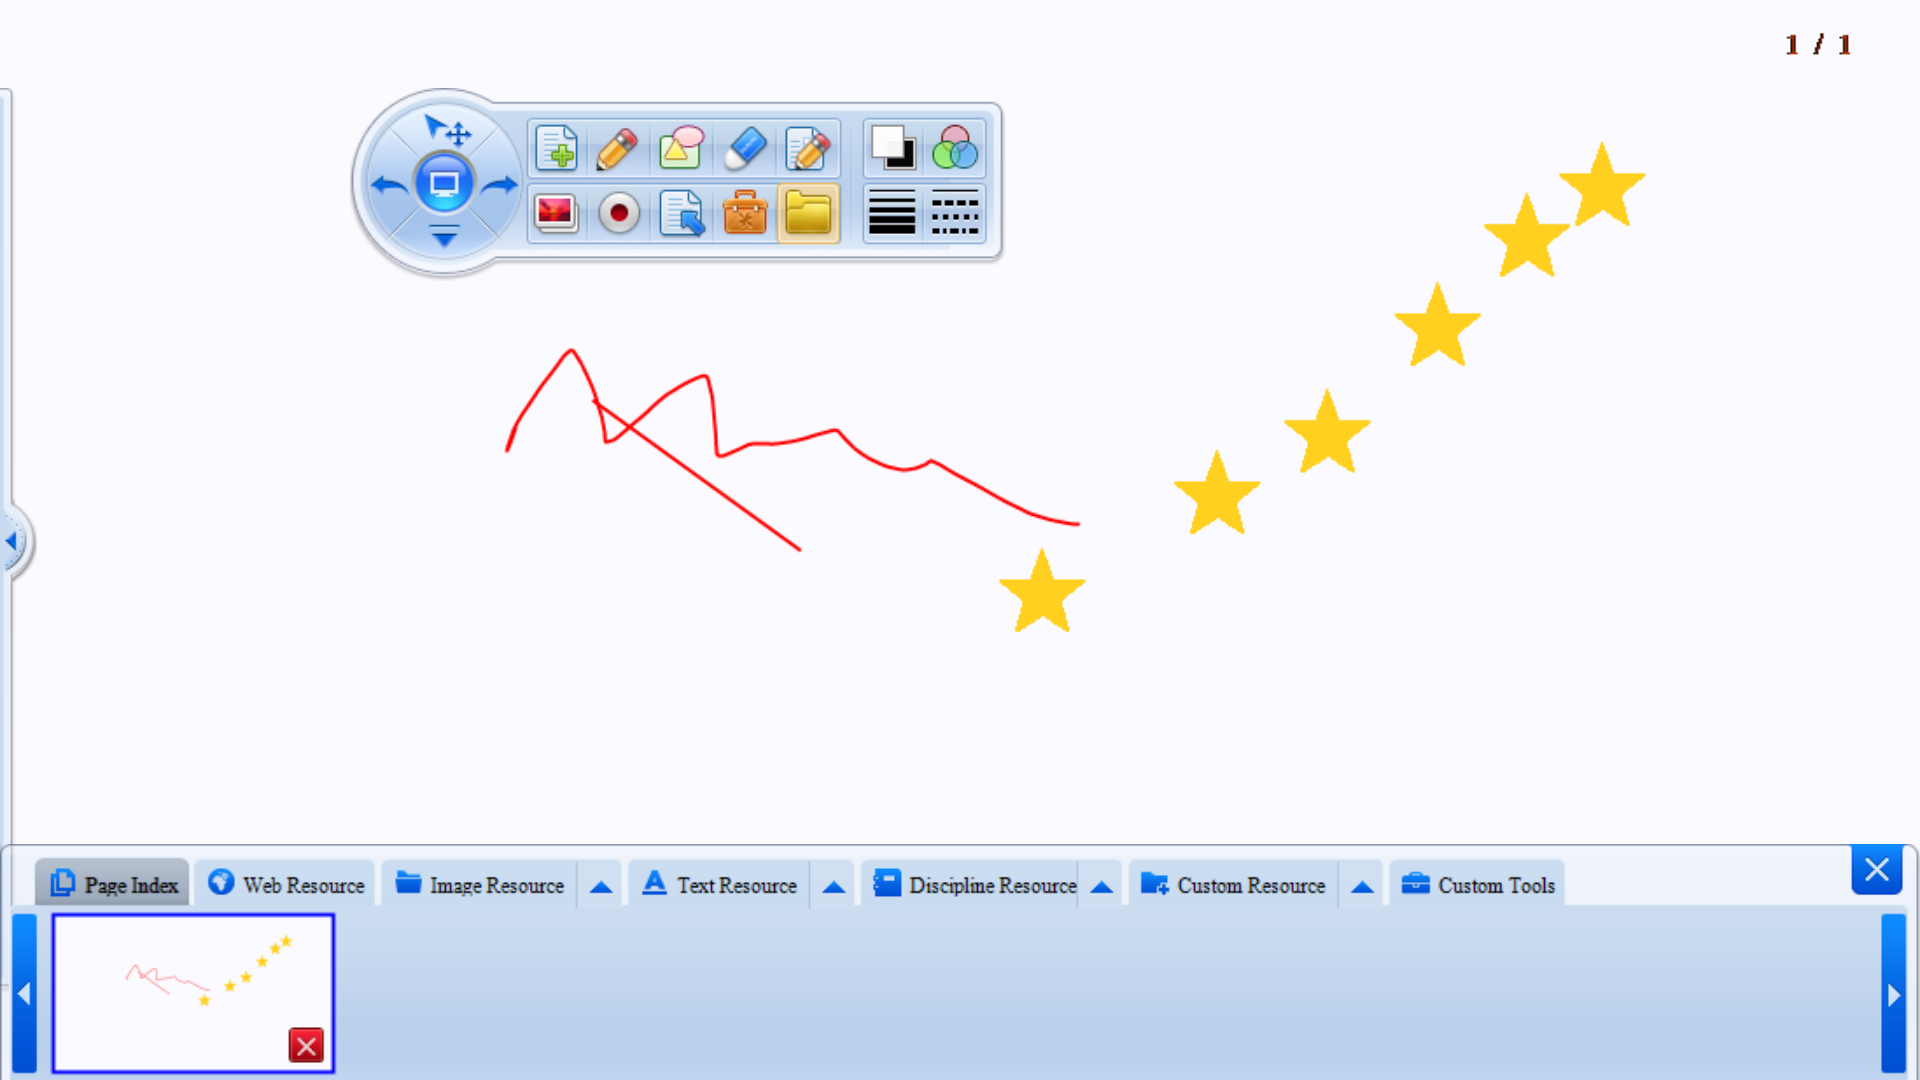 1 / 1
Page Index
Web Resource
Image Resource
Text Resource
Discipline Resource
Custom Resource
Custom Tools